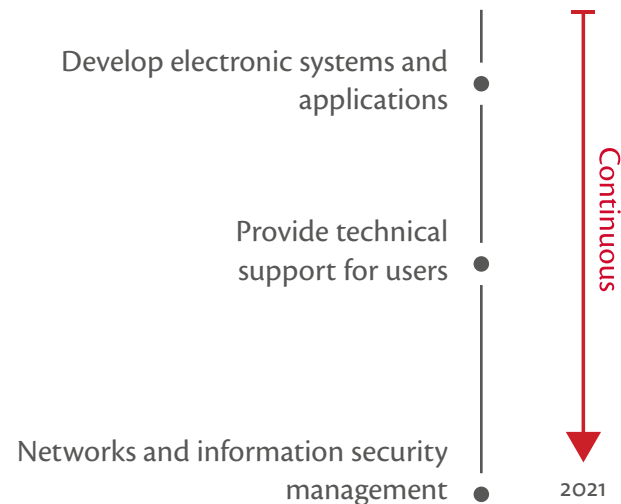 Develop electronic systems and
applications
Provide technical
support for users
Networks and information security
management
Continuous
2021